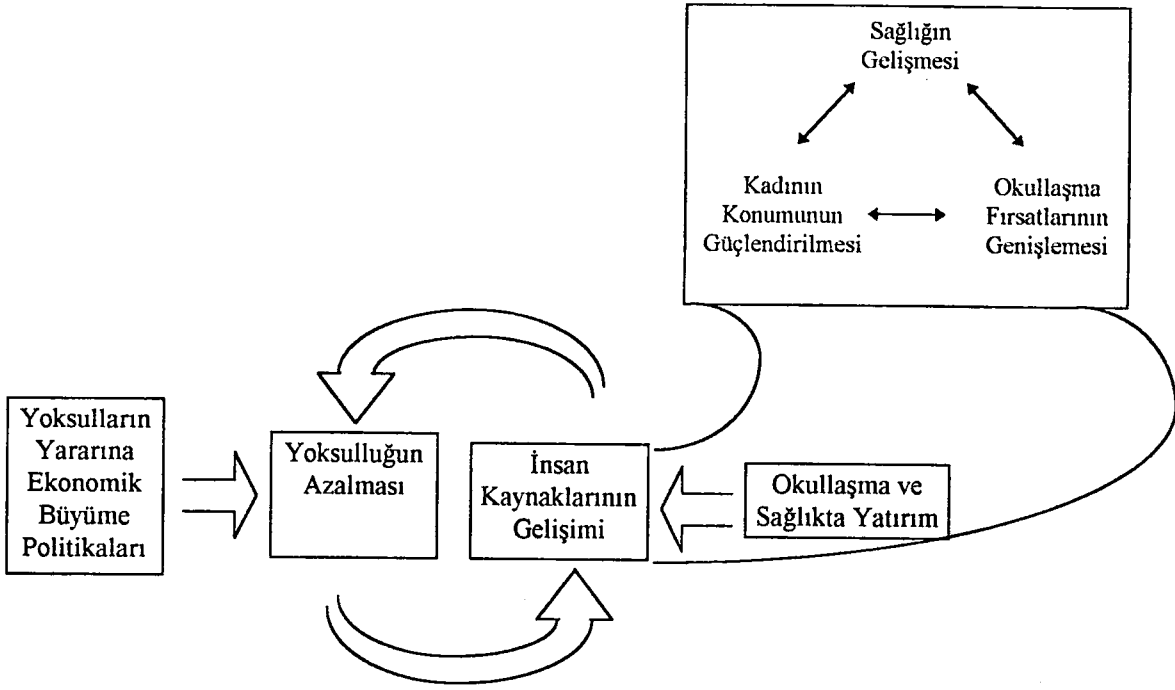 Sağlığın
Gelişmesi
Kadının
Konumunun
Güçlendirilmesi
Okullaşma
Fırsatlarının
Genişlemesi
Yoksulların
Yararına
Ekonomik
Büyüme
Politikaları
Yoksulluğun
Azalması
İnsan
Kaynaklarının
Gelişimi
Okullaşma ve
Sağlıkta Yatırım